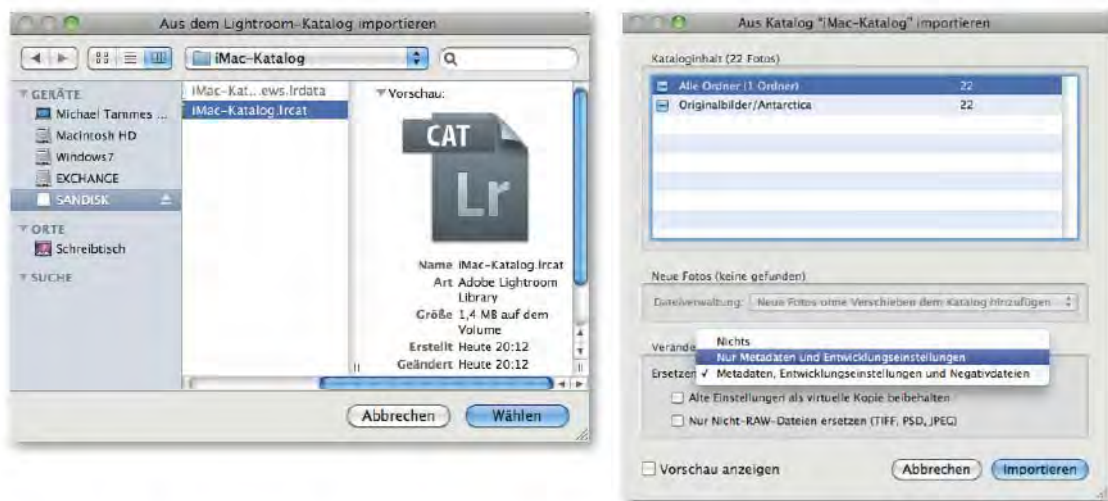 Aus dem Lightroom-Katalog importieren
iMac-Katalog
GERÄTE
Michael Tammes ...
Macintosh HD
Windows7
EXCHANGE
SANDISK
ORTE
Schreibtisch
SUCHE
iMac-Kat...ews.lrdata
iMac-Katalog.lrcat
Vorschau:
CAT
Lr
Name iMac-Katalog.lrcat
Art Adobe Lightroom
Library
Größe 1,4 MB auf dem
Volume
Erstellt Heute 20:12
Geändert Heute 20:12
Abbrechen Wählen
Aus Katalog "iMac-Katalog" importieren
Kataloginhalt (22 Fotos)
Alle Ordner (1 Ordner) 22
Originalbilder/Antarctica 22
Neue Fotos (keine gefunden)
Dateiverwaltung: Neue Fotos ohne Verschieben dem Katalog hinzufügen
Nichts
Verände
Nur Metadaten und Entwicklungseinstellungen
Ersetzen ✓ Metadaten, Entwicklungseinstellungen und Negativdateien
Alte Einstellungen als virtuelle Kopie beibehalten
Nur Nicht-RAW-Dateien ersetzen (TIFF, PSD, JPEG)
Vorschau anzeigen Abbrechen Importieren